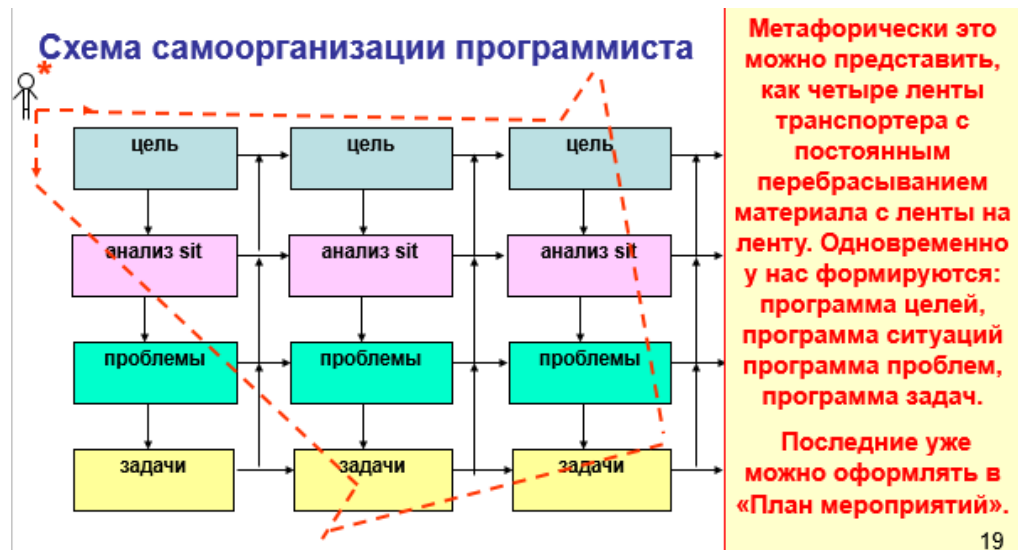 Схема самоорганизации программиста
*
цель
цель
цель
анализ sit
анализ sit
анализ sit
проблемы
проблемы
проблемы
задачи
задачи
задачи
Метафорически это
можно представить,
как четыре ленты
транспортера с
постоянным
перебрасыванием
материала с ленты на
ленту. Одновременно
у нас формируются:
программа целей,
программа ситуаций
программа проблем,
программа задач.
Последние уже
можно оформлять в
«План мероприятий».
19